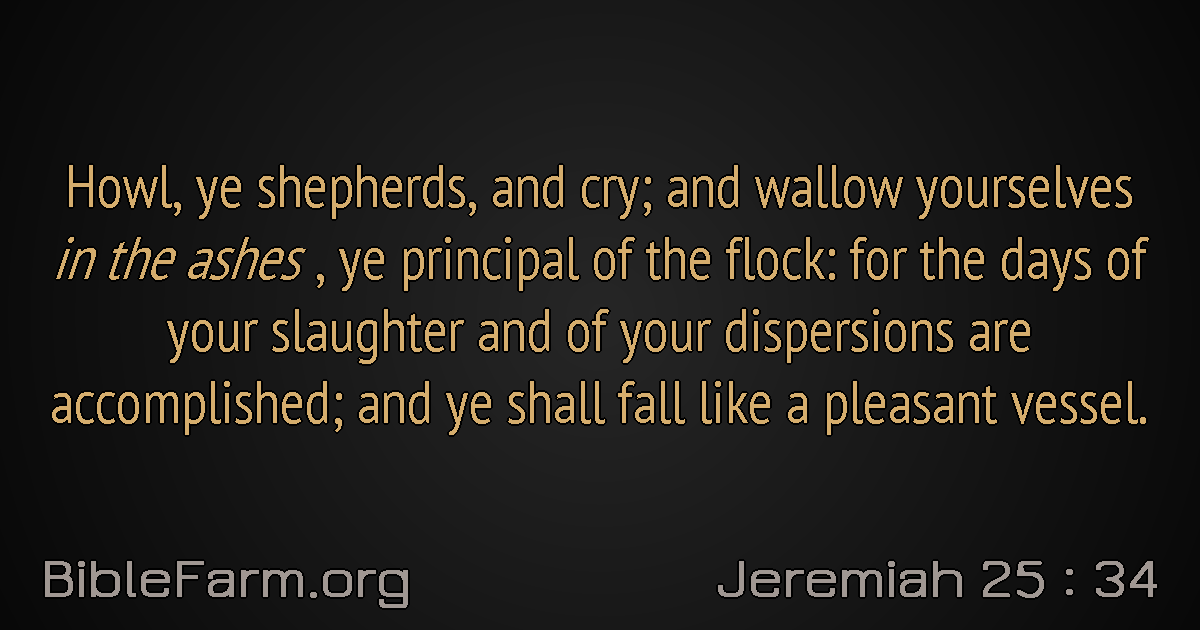 Howl, ye shepherds, and cry; and wallow yourselves
in the ashes , ye principal of the flock: for the days of
your slaughter and of your dispersions are
accomplished; and ye shall fall like a pleasant vessel.
BibleFarm.org
Jeremiah 25 : 34